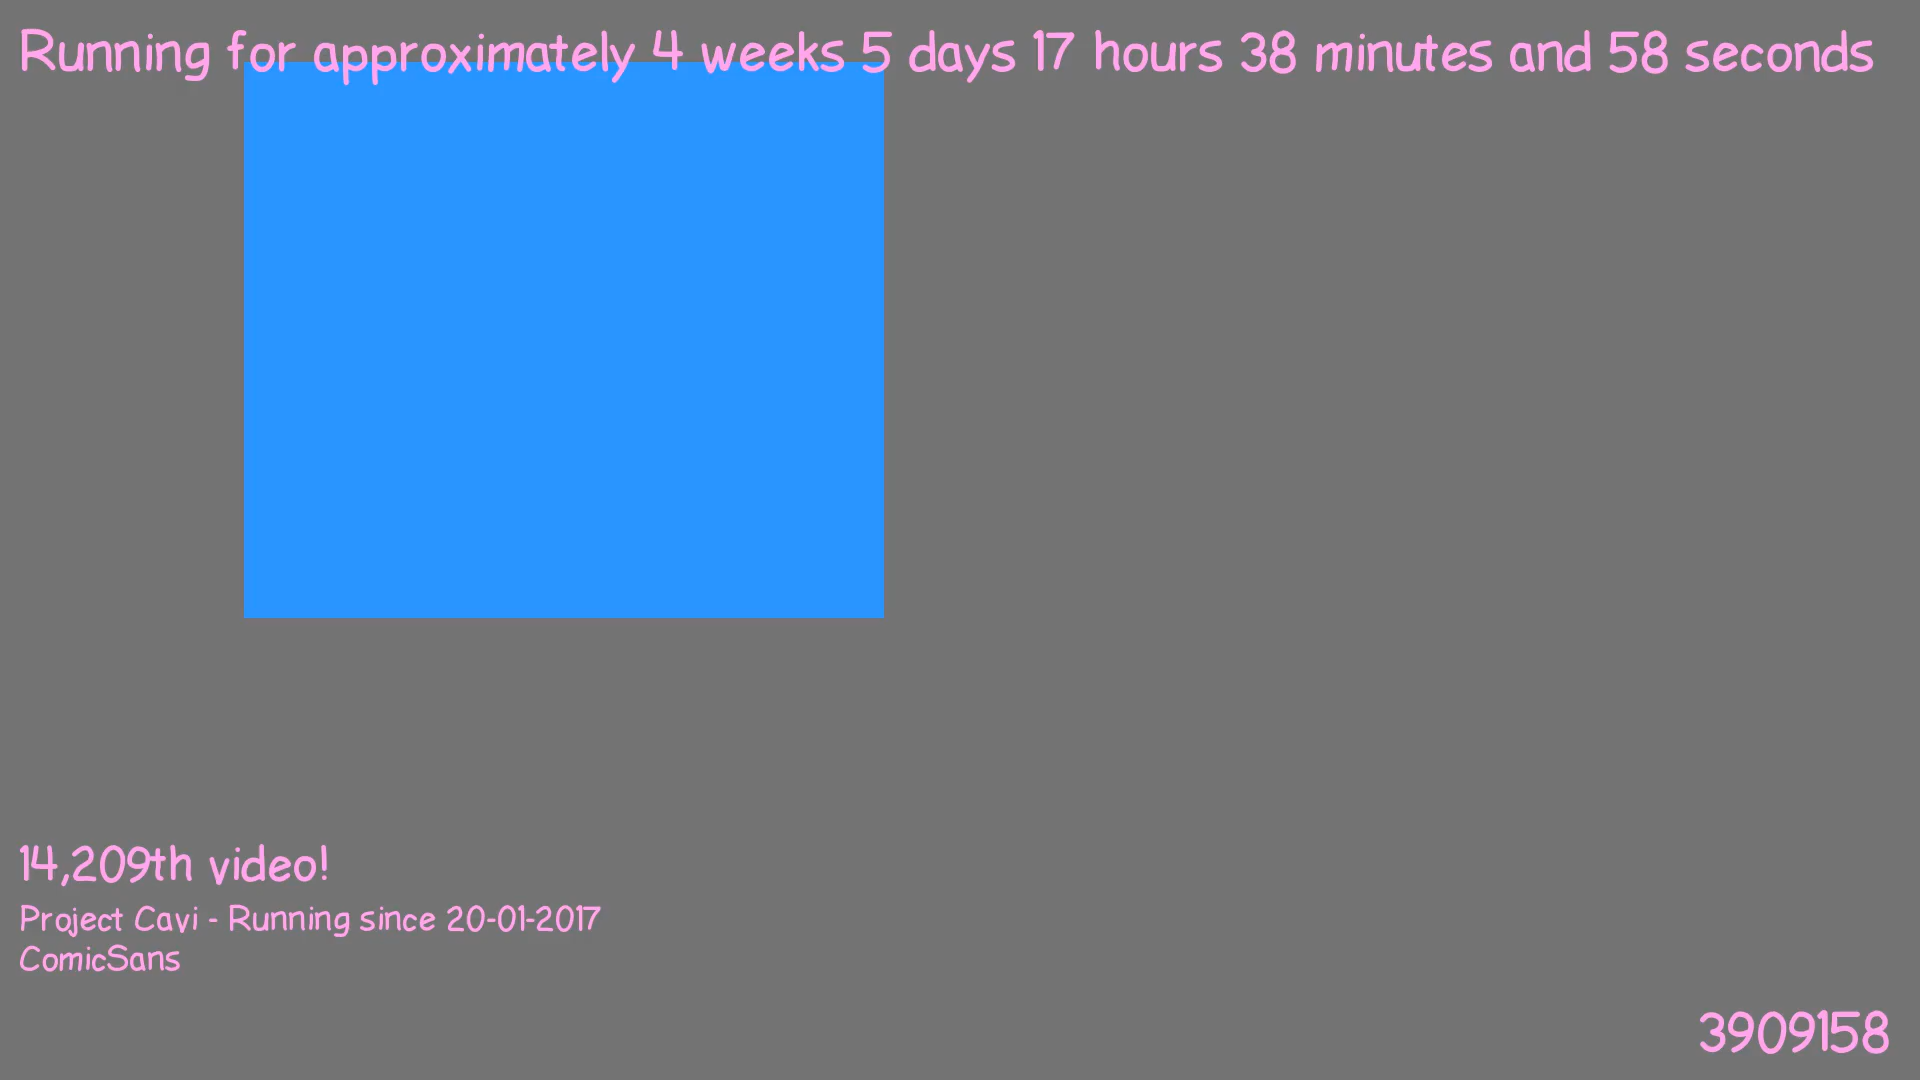 Running for approximately 4 weeks 5 days 17 hours 38 minutes and 58 seconds
14,209th video!
Project Cavi - Running since 20-01-2017
ComicSans
3909158